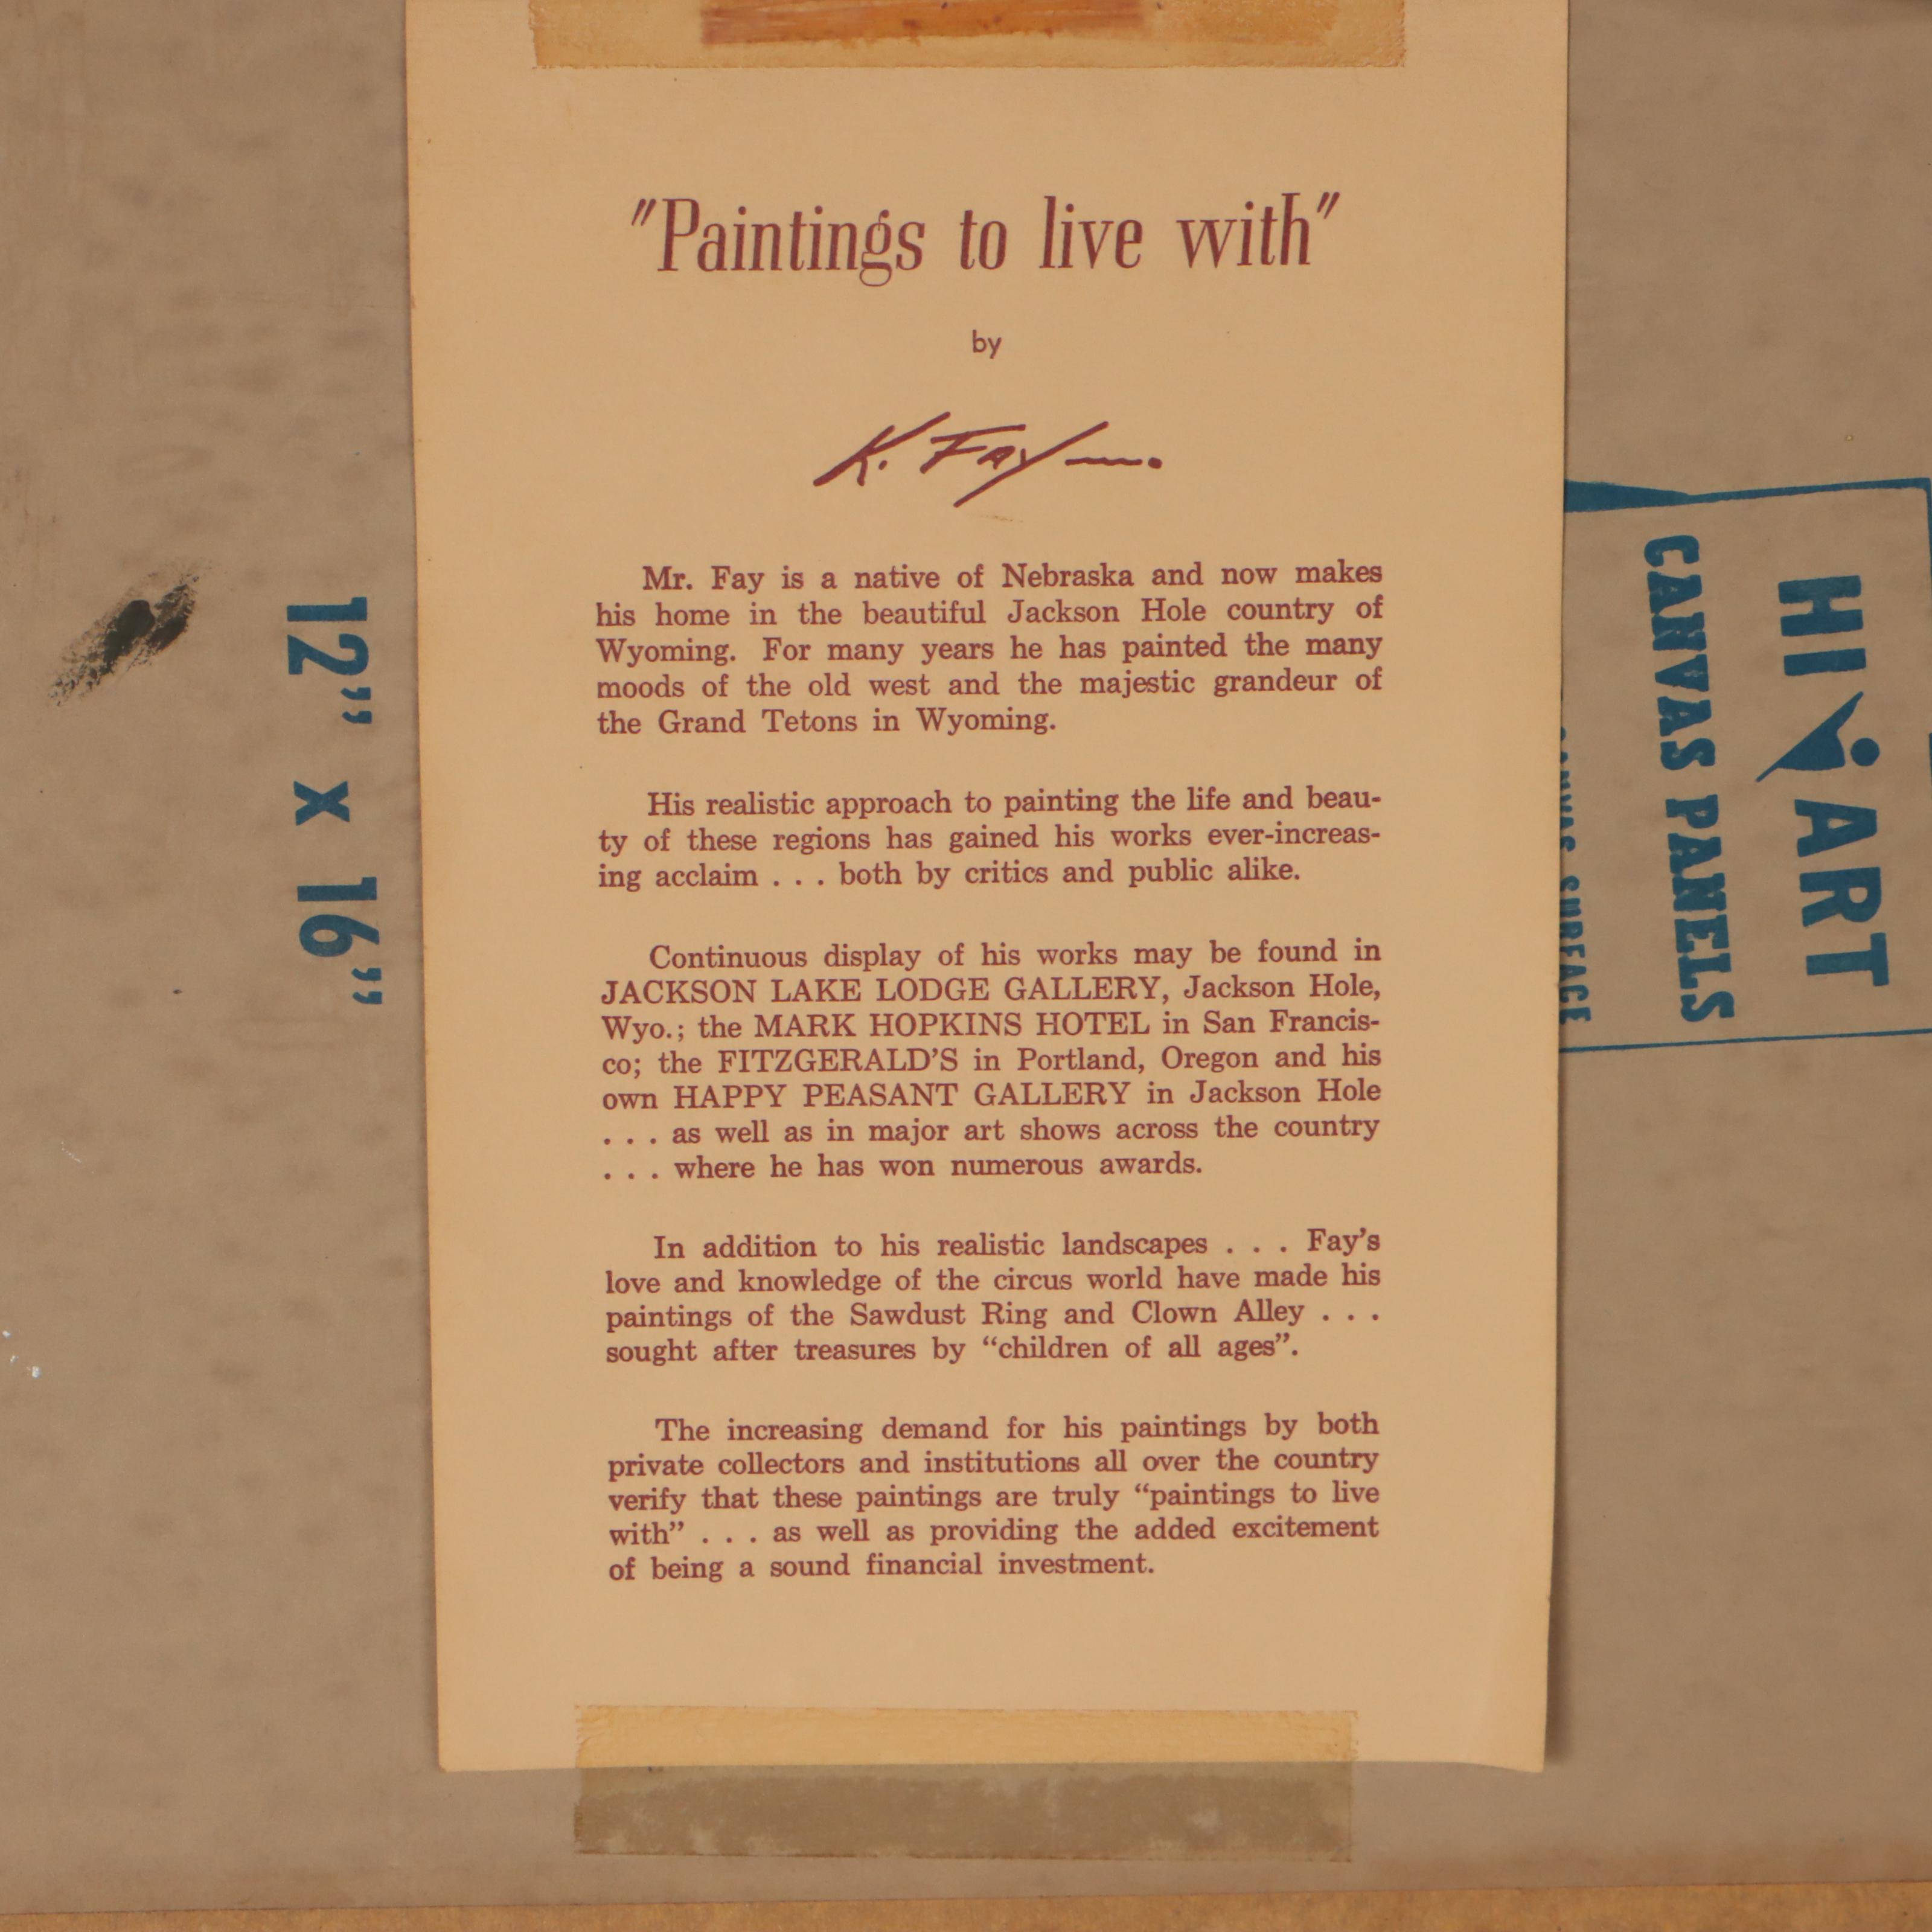 "Paintings to live with"
by
K. Fay
Mr. Fay is a native of Nebraska and now makes
his home in the beautiful Jackson Hole country of
Wyoming. For many years he has painted the many
moods of the old west and the majestic grandeur of
the Grand Tetons in Wyoming.
His realistic approach to painting the life and beau-
ty of these regions has gained his works ever-increas-
ing acclaim . . . both by critics and public alike.
Continuous display of his works may be found in
JACKSON LAKE LODGE GALLERY, Jackson Hole,
Wyo.; the MARK HOPKINS HOTEL in San Francis-
co; the FITZGERALD'S in Portland, Oregon and his
own HAPPY PEASANT GALLERY in Jackson Hole
. . . as well as in major art shows across the country
. . . where he has won numerous awards.
In addition to his realistic landscapes . . . Fay's
love and knowledge of the circus world have made his
paintings of the Sawdust Ring and Clown Alley . . .
sought after treasures by "children of all ages".
The increasing demand for his paintings by both
private collectors and institutions all over the country
verify that these paintings are truly "paintings to live
with" . . . as well as providing the added excitement
of being a sound financial investment.
12" x 16"
HI ART
CANVAS PANELS
CANVAS SURFACE